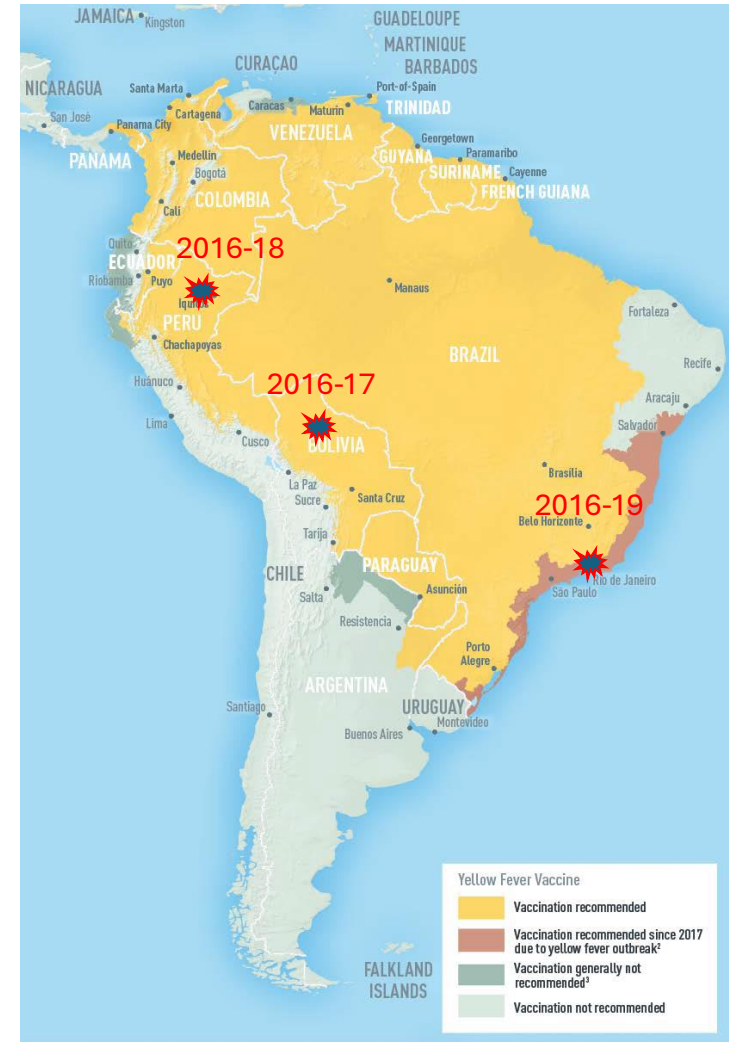 JAMAICA
Kingston
GUADELOUPE
MARTINIQUE
BARBADOS
CURAÇAO
NICARAGUA
Santa Marta
Port-of-Spain
Caracas
Maturin
TRINIDAD
San José
Cartagena
Panama City
VENEZUELA
Georgetown
PANAMA
Medellin
GUYANA
Paramaribo
Bogotá
SURINAME
Cayenne
COLOMBIA
FRENCH GUIANA
Cali
Quito
2016-18
ECUADOR
Riobamba
Puyo
Manaus
PERU
Fortaleza
Chachapoyas
BRAZIL
Recife
Huánuco
2016-17
Aracaju
Lima
Salvador
Cusco
BOLIVIA
Brasilia
La Paz
Santa Cruz
Sucre
2016-19
Belo Horizonte
Tarija
PARAGUAY
CHILE
Rio de Janeiro
Asunción
São Paulo
Salta
Resistencia
Porto
Alegre
ARGENTINA
Santiago
URUGUAY
Montevideo
Buenos Aires
Yellow Fever Vaccine
Vaccination recommended
Vaccination recommended since 2017
due to yellow fever outbreak²
Vaccination generally not
recommended³
Vaccination not recommended
FALKLAND
ISLANDS